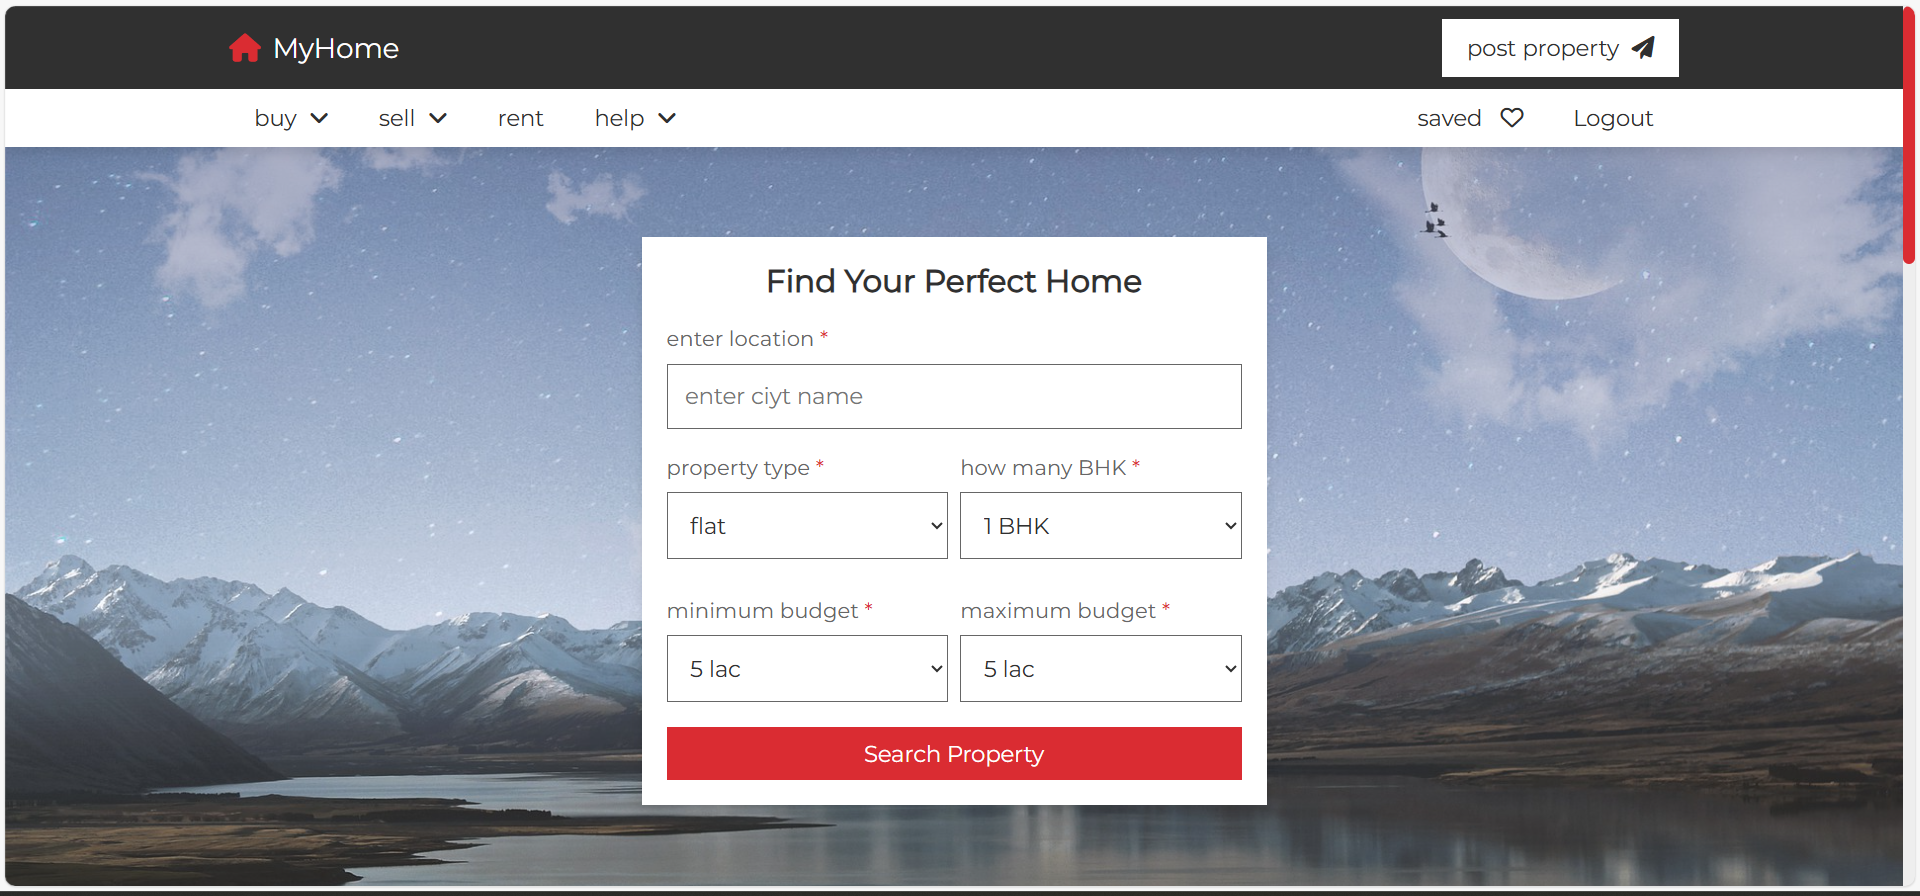 MyHome
post property
buy
sell
rent
help
saved
Logout
Find Your Perfect Home
enter location *
enter ciyt name
property type *
how many BHK *
flat
1 BHK
minimum budget *
maximum budget *
5 lac
5 lac
Search Property